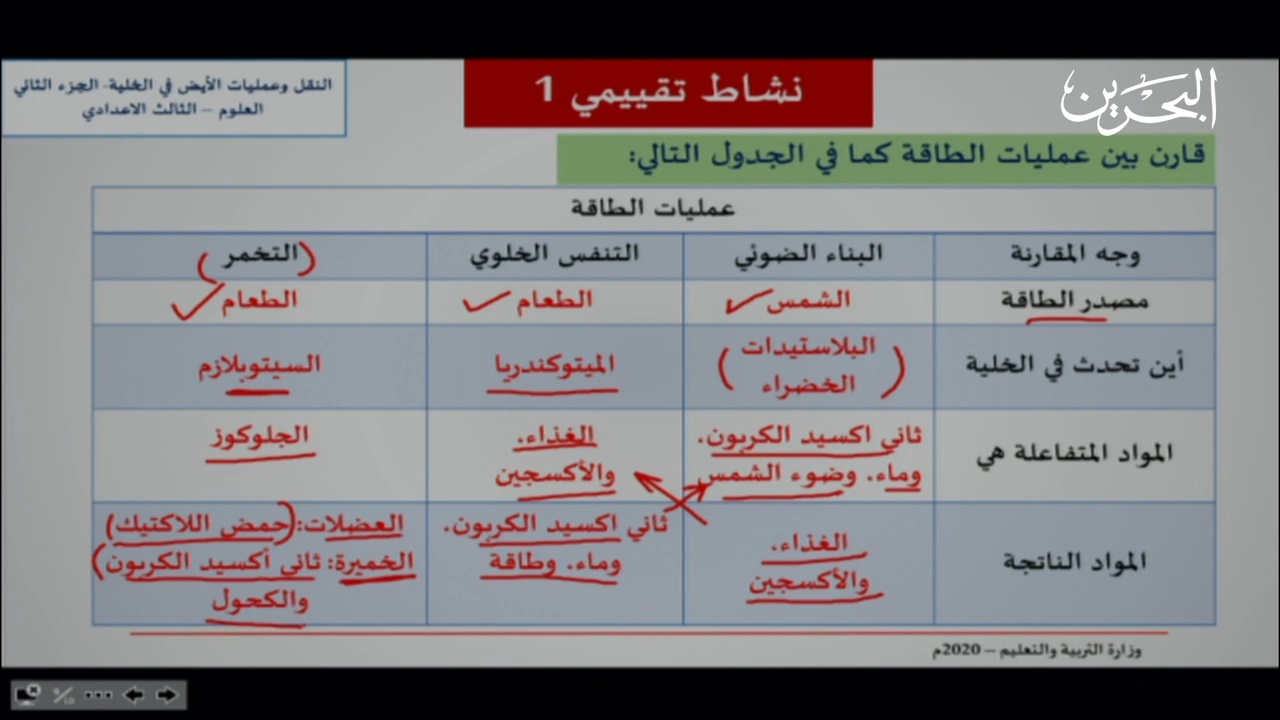 البحرين
النقل وعمليات الأيض في الخلية- الجزء الثاني
العلوم – الثالث الاعدادي
نشاط تقييمي 1
قارن بين عمليات الطاقة كما في الجدول التالي:
عمليات الطاقة
وجه المقارنة
البناء الضوئي
التنفس الخلوي
(التخمر)
مصدر الطاقة
الشمس
الطعام
الطعام
أين تحدث في الخلية
(البلاستيدات
الخضراء)
الميتوكندريا
السيتوبلازم
المواد المتفاعلة هي
ثاني اكسيد الكربون.
وماء. وضوء الشمس
الغذاء.
والأكسجين
الجلوكوز
المواد الناتجة
الغذاء.
والأكسجين
ثاني اكسيد الكربون.
وماء. وطاقة
العضلات: (حمض اللاكتيك)
الخميرة: ثاني أكسيد الكربون
والكحول
وزارة التربية والتعليم – 2020م
9/10